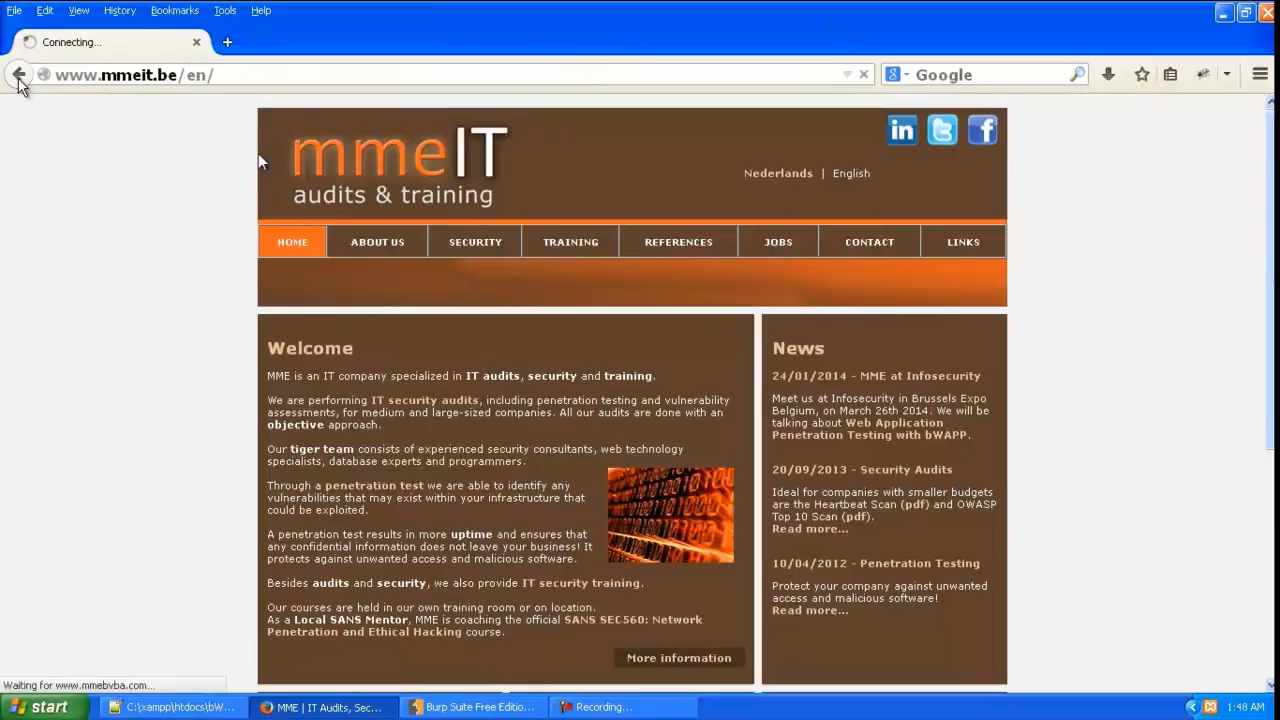 File Edit View History Bookmarks Tools Help
Connecting...
www.mmeit.be/en/
Google
mmeIT
audits & training
in
f
Nederlands | English
HOME ABOUT US SECURITY TRAINING REFERENCES JOBS CONTACT LINKS
Welcome
MME is an IT company specialized in IT audits, security and training.
We are performing IT security audits, including penetration testing and vulnerability
assessments, for medium and large-sized companies. All our audits are done with an
objective approach.
Our tiger team consists of experienced security consultants, web technology
specialists, database experts and programmers.
Through a penetration test we are able to identify any
vulnerabilities that may exist within your infrastructure that
could be exploited.
A penetration test results in more uptime and ensures that
any confidential information does not leave your business! It
protects against unwanted access and malicious software.
Besides audits and security, we also provide IT security training.
Our courses are held in our own training room or on location.
As a Local SANS Mentor, MME is coaching the official SANS SEC560: Network
Penetration and Ethical Hacking course.
More information
News
24/01/2014 - MME at Infosecurity
Meet us at Infosecurity in Brussels Expo
Belgium, on March 26th 2014. We will be
talking about Web Application
Penetration Testing with bWAPP.
20/09/2013 - Security Audits
Ideal for companies with smaller budgets
are the Heartbeat Scan (pdf) and OWASP
Top 10 Scan (pdf).
Read more...
10/04/2012 - Penetration Testing
Protect your company against unwanted
access and malicious software!
Read more...
Waiting for www.mmebvba.com...
start
C:\xampp\htdocs\bW...
MME | IT Audits, Sec...
Burp Suite Free Editio...
Recording...
1:48 AM